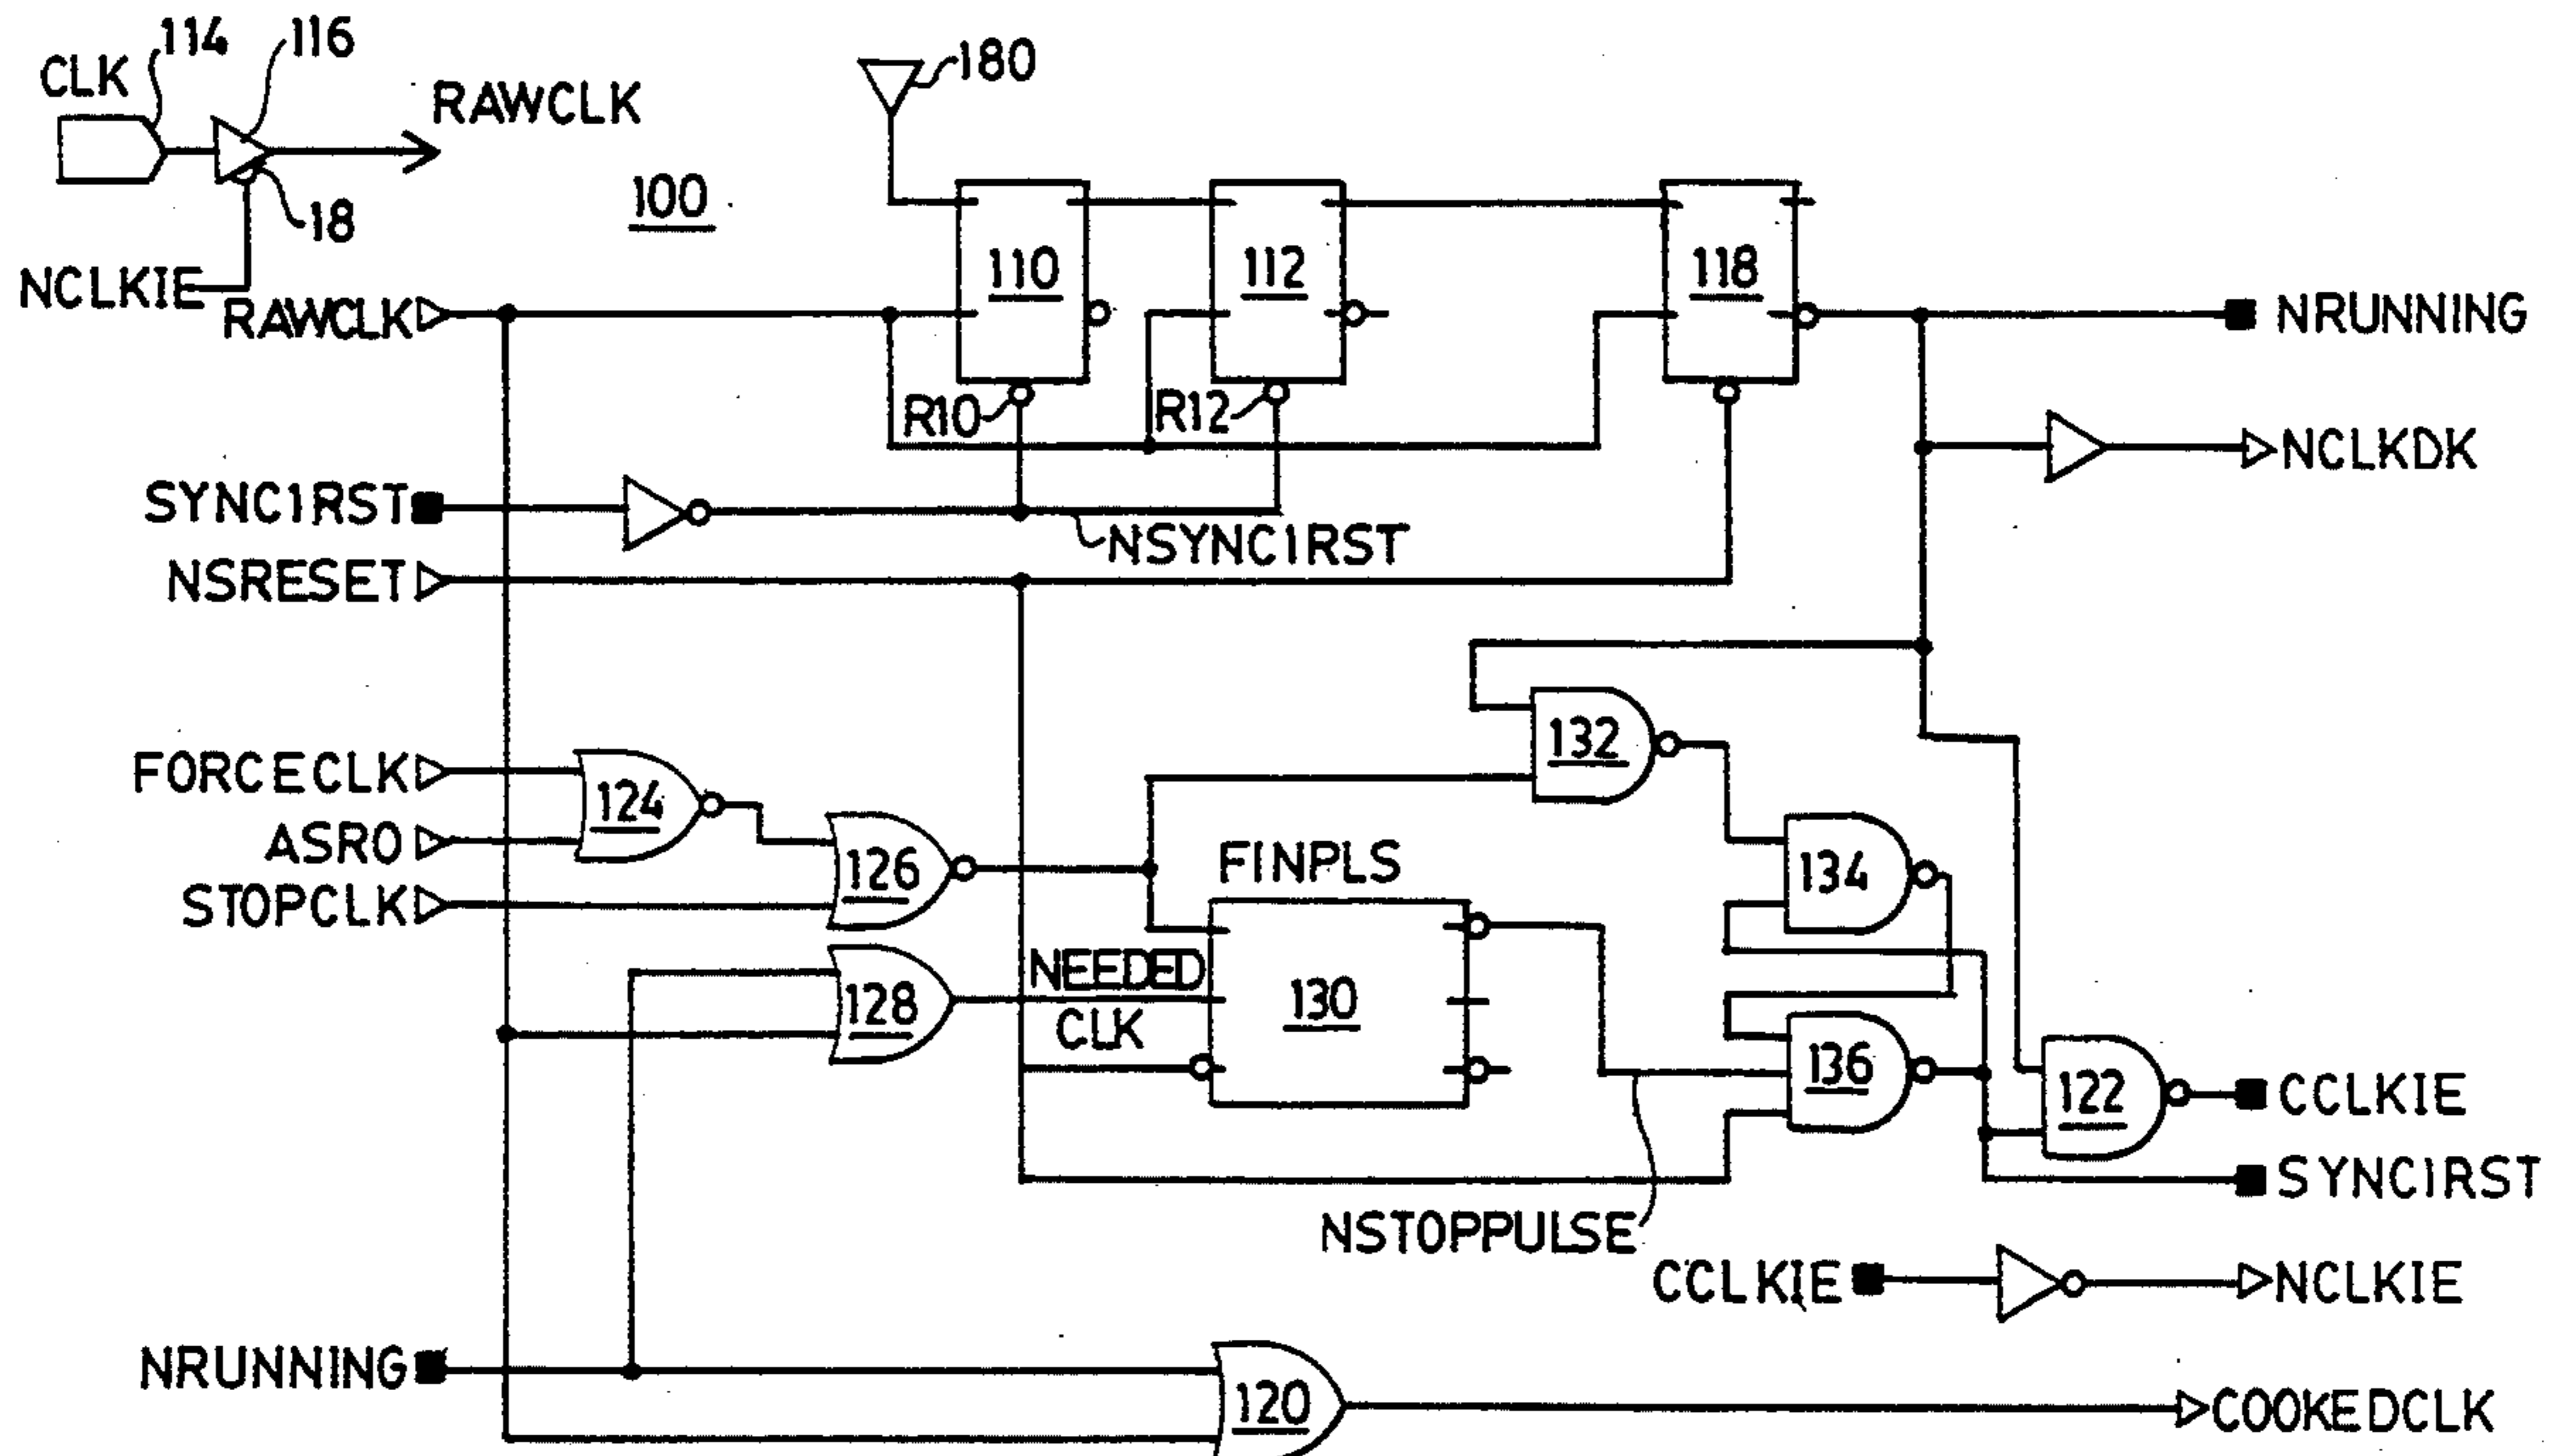 114
116
CLK
RAWCLK
18
NCLKIE
100
180
110
112
118
RAWCLK
NRUNNING
R10
R12
NCLKDK
SYNC1RST
NSYNC1RST
NSRESET
FORCECLK
124
132
ASRO
126
134
STOPCLK
FINPLS
NEEDED
CLK
128
130
136
122
CCLKIE
SYNC1RST
NSTOPPULSE
CCLKIE
NCLKIE
NRUNNING
120
COOKEDCLK